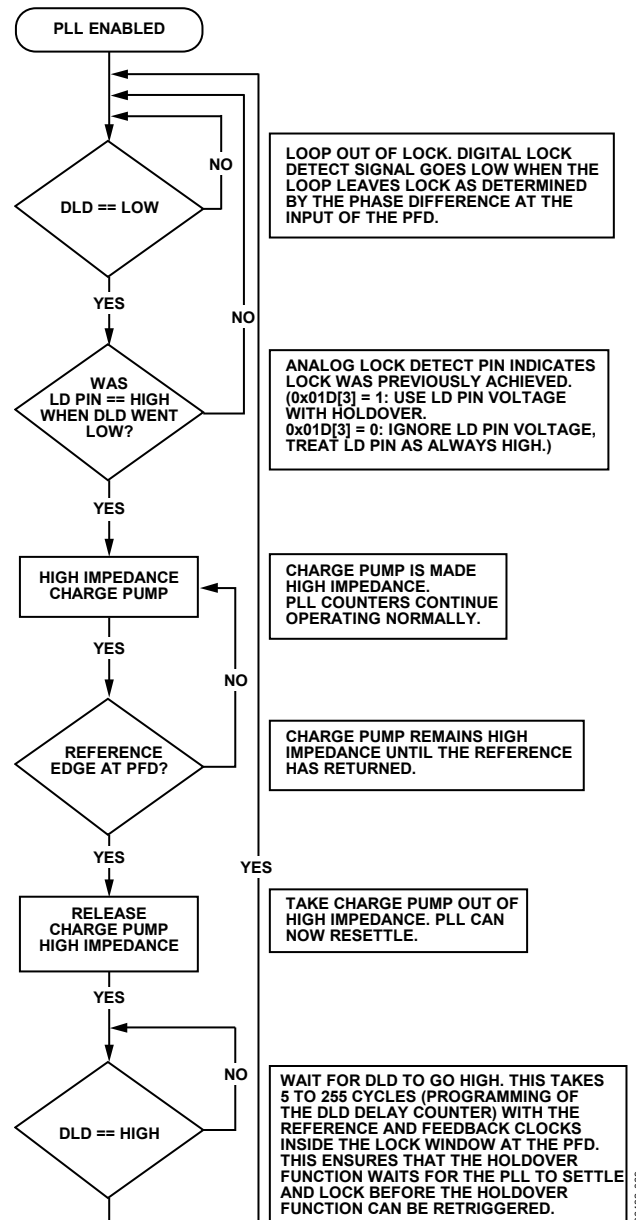 PLL ENABLED
NO
DLD == LOW
LOOP OUT OF LOCK. DIGITAL LOCK
DETECT SIGNAL GOES LOW WHEN THE
LOOP LEAVES LOCK AS DETERMINED
BY THE PHASE DIFFERENCE AT THE
INPUT OF THE PFD.
YES
NO
WAS
LD PIN == HIGH
WHEN DLD WENT
LOW?
ANALOG LOCK DETECT PIN INDICATES
LOCK WAS PREVIOUSLY ACHIEVED.
(0x01D[3] = 1: USE LD PIN VOLTAGE
WITH HOLDOVER.
0x01D[3] = 0: IGNORE LD PIN VOLTAGE,
TREAT LD PIN AS ALWAYS HIGH.)
YES
HIGH IMPEDANCE
CHARGE PUMP
CHARGE PUMP IS MADE
HIGH IMPEDANCE.
PLL COUNTERS CONTINUE
OPERATING NORMALLY.
YES
NO
REFERENCE
EDGE AT PFD?
CHARGE PUMP REMAINS HIGH
IMPEDANCE UNTIL THE REFERENCE
HAS RETURNED.
YES
YES
RELEASE
CHARGE PUMP
HIGH IMPEDANCE
TAKE CHARGE PUMP OUT OF
HIGH IMPEDANCE. PLL CAN
NOW RESETTLE.
YES
NO
DLD == HIGH
WAIT FOR DLD TO GO HIGH. THIS TAKES
5 TO 255 CYCLES (PROGRAMMING OF
THE DLD DELAY COUNTER) WITH THE
REFERENCE AND FEEDBACK CLOCKS
INSIDE THE LOCK WINDOW AT THE PFD.
THIS ENSURES THAT THE HOLDOVER
FUNCTION WAITS FOR THE PLL TO SETTLE
AND LOCK BEFORE THE HOLDOVER
FUNCTION CAN BE RETRIGGERED.